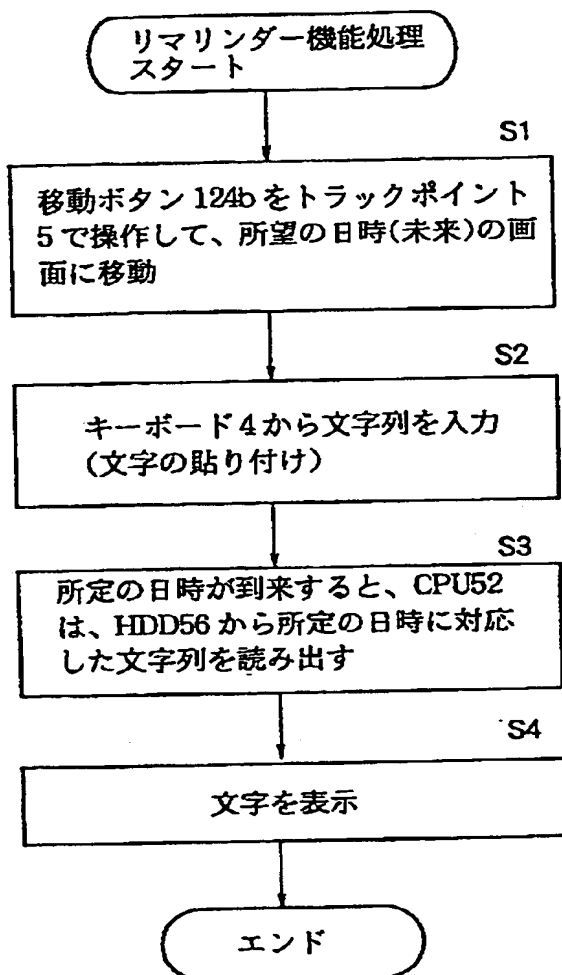 リマリンダー機能処理
スタート
S1
移動ボタン124bをトラックポイント
5で操作して、所望の日時(未来)の画
面に移動
S2
キーボード4から文字列を入力
(文字の貼り付け)
S3
所定の日時が到来すると、CPU52
は、HDD56から所定の日時に対応
した文字列を読み出す
S4
文字を表示
エンド